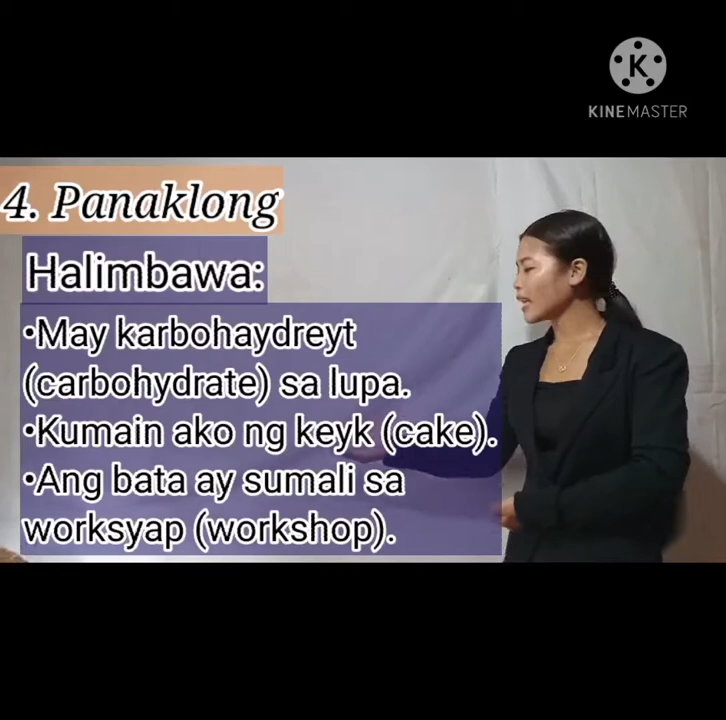 K
KINEMASTER
4. Panaklong
Halimbawa:
•May karbohaydreyt
(carbohydrate) sa lupa.
•Kumain ako ng keyk (cake).
•Ang bata ay sumali sa
worksyap (workshop).